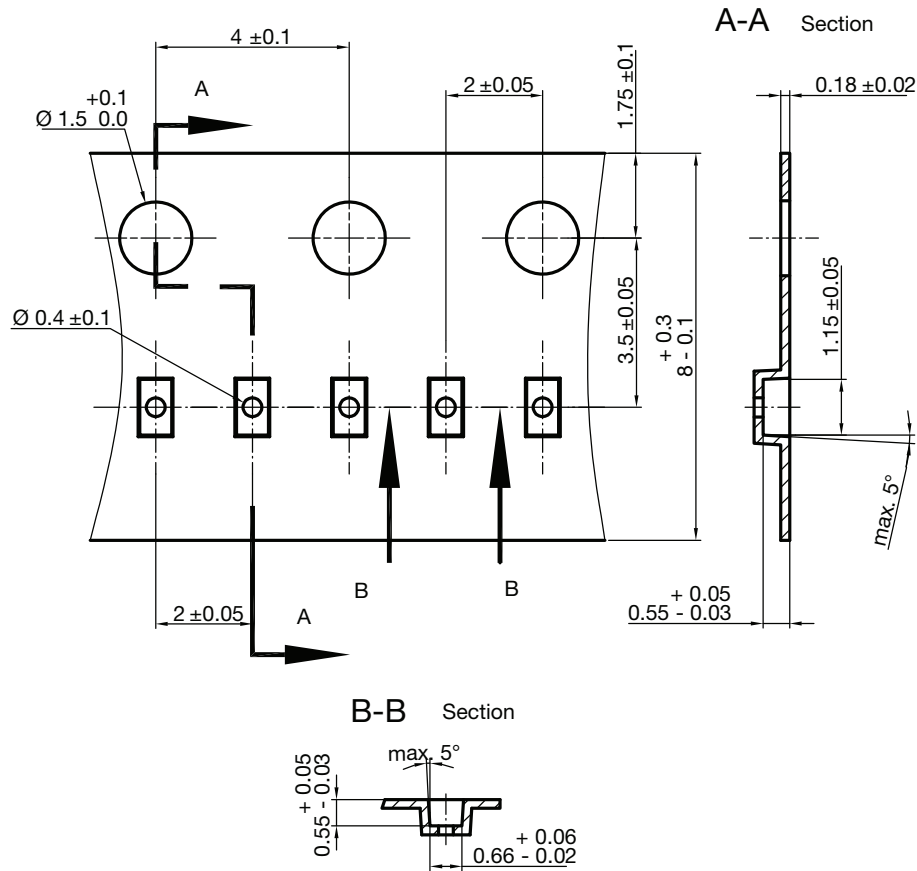 A-A Section
4 ±0.1
A
2 ±0.05
1.75 ±0.1
0.18 ±0.02
+0.1
Ø 1.5 0.0
3.5 ±0.05
+ 0.3
8 - 0.1
1.15 ±0.05
Ø 0.4 ±0.1
max. 5°
B
B
+ 0.05
0.55 - 0.03
2 ±0.05
A
B-B Section
max. 5°
+ 0.05
0.55 - 0.03
+ 0.06
0.66 - 0.02